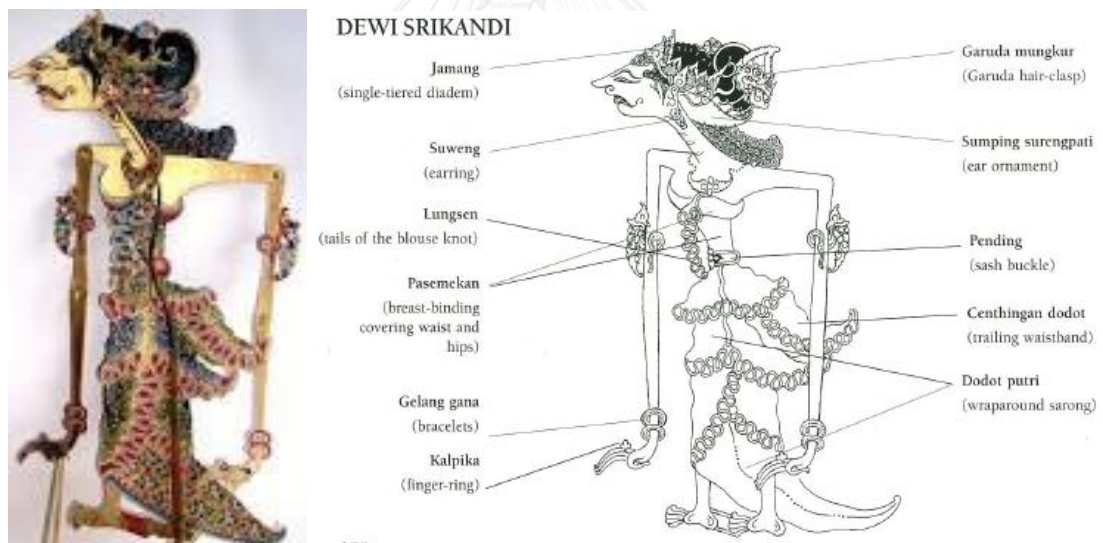 DEWI SRIKANDI
Jamang
(single-tiered diadem)
Suweng
(earring)
Lungsen
(tails of the blouse knot)
Pasemekan
(breast-binding
covering waist and
hips)
Gelang gana
(bracelets)
Kalpika
(finger-ring)
Garuda mungkur
(Garuda hair-clasp)
Sumping surengpati
(ear ornament)
Pending
(sash buckle)
Centhingan dodot
(trailing waistband)
Dodot putri
(wraparound sarong)